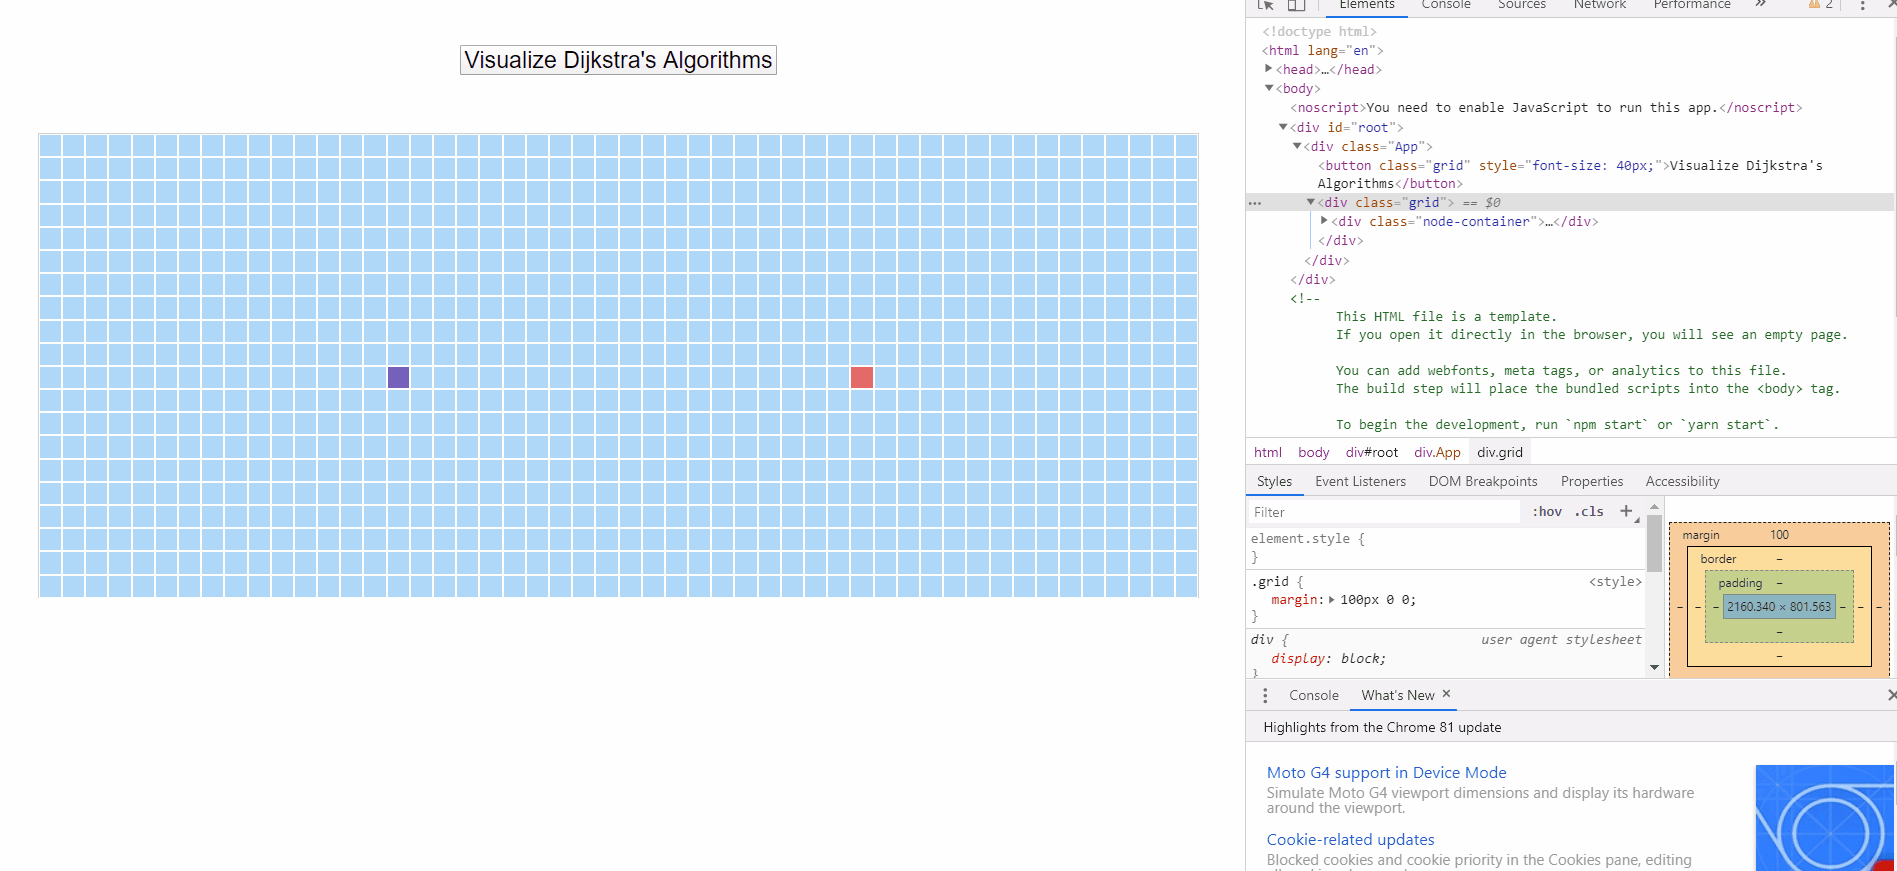 Visualize Dijkstra's Algorithms
Elements Console Sources Network Performance » 2
<!doctype html>
<html lang="en">
<head>…</head>
<body>
<noscript>You need to enable JavaScript to run this app.</noscript>
<div id="root">
<div class="App">
<button class="grid" style="font-size: 40px;">Visualize Dijkstra's
Algorithms</button>
<div class="grid"> == $0
<div class="node-container">…</div>
</div>
</div>
</div>
<!--
This HTML file is a template.
If you open it directly in the browser, you will see an empty page.
You can add webfonts, meta tags, or analytics to this file.
The build step will place the bundled scripts into the <body> tag.
To begin the development, run `npm start` or `yarn start`.
html body div#root div.App div.grid
Styles Event Listeners DOM Breakpoints Properties Accessibility
Filter :hov .cls +
element.style {
}
.grid { <style>
margin: 100px 0 0;
}
div { user agent stylesheet
display: block;
}
margin 100
border –
padding –
– – – 2160.340 × 801.563 – – –
–
–
Console What's New ×
Highlights from the Chrome 81 update
Moto G4 support in Device Mode
Simulate Moto G4 viewport dimensions and display its hardware
around the viewport.
Cookie-related updates
Blocked cookies and cookie priority in the Cookies pane, editing